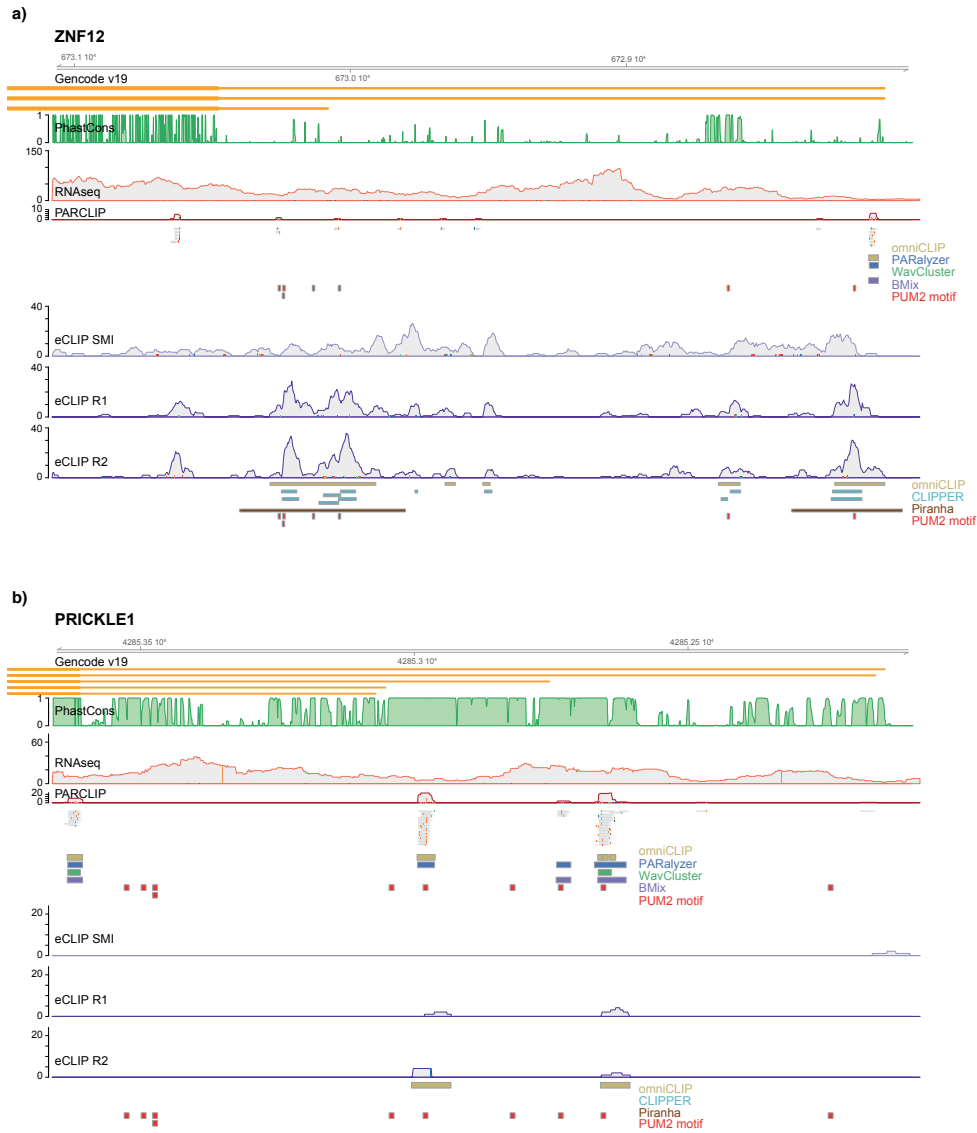 a)
ZNF12
673.1 10⁴
673.0 10⁴
672.9 10⁴
Gencode v19
1
PhastCons
0
150
RNAseq
0
10
PARCLIP
0
omniCLIP
PARalyzer
WavCluster
BMix
PUM2 motif
40
eCLIP SMI
0
40
eCLIP R1
0
40
eCLIP R2
0
omniCLIP
CLIPPER
Piranha
PUM2 motif
b)
PRICKLE1
4285.35 10⁴
4285.3 10⁴
4285.25 10⁴
Gencode v19
1
PhastCons
0
60
RNAseq
0
20
PARCLIP
0
omniCLIP
PARalyzer
WavCluster
BMix
PUM2 motif
20
eCLIP SMI
0
20
eCLIP R1
0
20
eCLIP R2
0
omniCLIP
CLIPPER
Piranha
PUM2 motif